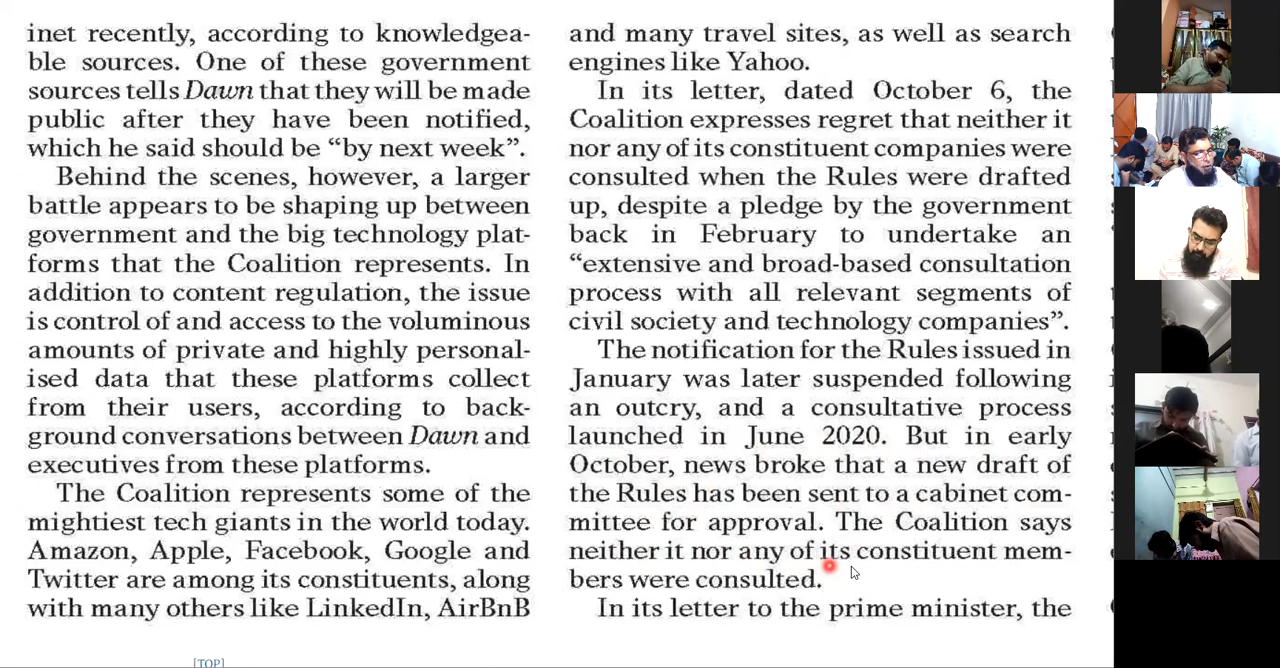 inet recently, according to knowledgea-
ble sources. One of these government
sources tells Dawn that they will be made
public after they have been notified,
which he said should be “by next week”.
Behind the scenes, however, a larger
battle appears to be shaping up between
government and the big technology plat-
forms that the Coalition represents. In
addition to content regulation, the issue
is control of and access to the voluminous
amounts of private and highly personal-
ised data that these platforms collect
from their users, according to back-
ground conversations between Dawn and
executives from these platforms.
The Coalition represents some of the
mightiest tech giants in the world today.
Amazon, Apple, Facebook, Google and
Twitter are among its constituents, along
with many others like LinkedIn, AirBnB
and many travel sites, as well as search
engines like Yahoo.
In its letter, dated October 6, the
Coalition expresses regret that neither it
nor any of its constituent companies were
consulted when the Rules were drafted
up, despite a pledge by the government
back in February to undertake an
“extensive and broad-based consultation
process with all relevant segments of
civil society and technology companies”.
The notification for the Rules issued in
January was later suspended following
an outcry, and a consultative process
launched in June 2020. But in early
October, news broke that a new draft of
the Rules has been sent to a cabinet com-
mittee for approval. The Coalition says
neither it nor any of its constituent mem-
bers were consulted.
In its letter to the prime minister, the
[TOP]